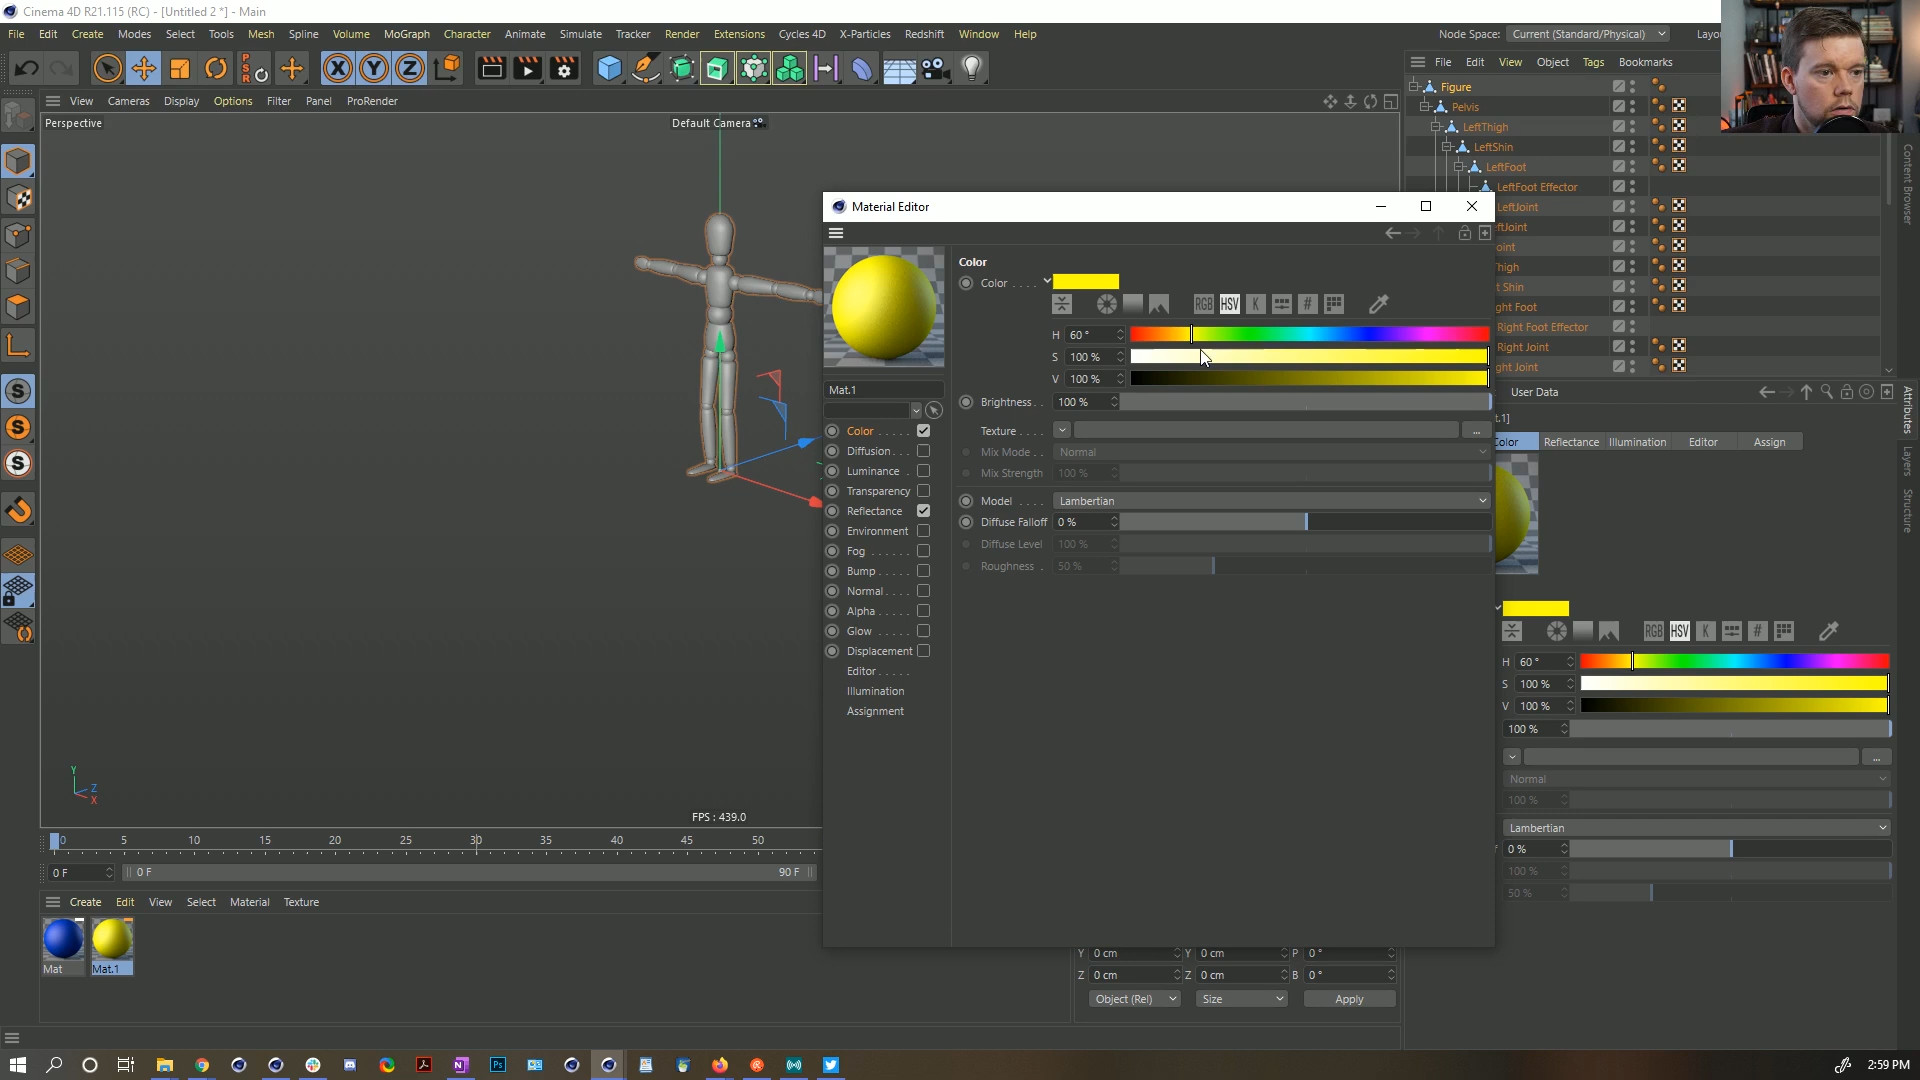 Cinema 4D R21.115 (RC) - [Untitled 2 *] - Main
File Edit Create Modes Select Tools Mesh Spline Volume MoGraph Character Animate Simulate Tracker Render Extensions Cycles 4D X-Particles Redshift Window Help Node Space: Current (Standard/Physical) Layou
File Edit View Object Tags Bookmarks
View Cameras Display Options Filter Panel ProRender
Perspective
Default Camera
Figure
Pelvis
LeftThigh
LeftShin
LeftFoot
LeftFoot Effector
LeftJoint
ftJoint
oint
high
t Shin
ght Foot
Right Foot Effector
Right Joint
ght Joint
Content Browser
Material Editor
Mat.1
Color . . . . .
Diffusion . . .
Luminance .
Transparency
Reflectance
Environment
Fog . . . . . .
Bump . . . . .
Normal . . . .
Alpha . . . . .
Glow . . . . .
Displacement
Editor . . . . .
Illumination
Assignment
Color
Color . . . .
RGB HSV K #
H 60 °
S 100 %
V 100 %
Brightness . . 100 %
Texture . . . . ...
Mix Mode . . Normal
Mix Strength 100 %
Model . . . . Lambertian
Diffuse Falloff 0 %
Diffuse Level 100 %
Roughness . 50 %
User Data
t.1]
olor Reflectance Illumination Editor Assign
Attributes
Layers
Structure
RGB HSV K #
H 60 °
S 100 %
V 100 %
100 %
...
Normal
100 %
Lambertian
0 %
100 %
50 %
Y
Z
X
FPS : 439.0
0 5 10 15 20 25 30 35 40 45 50
0 F 0 F 90 F
Create Edit View Select Material Texture
Mat Mat.1
Y 0 cm Y 0 cm P 0 °
Z 0 cm Z 0 cm B 0 °
Object (Rel) Size Apply
2:59 PM